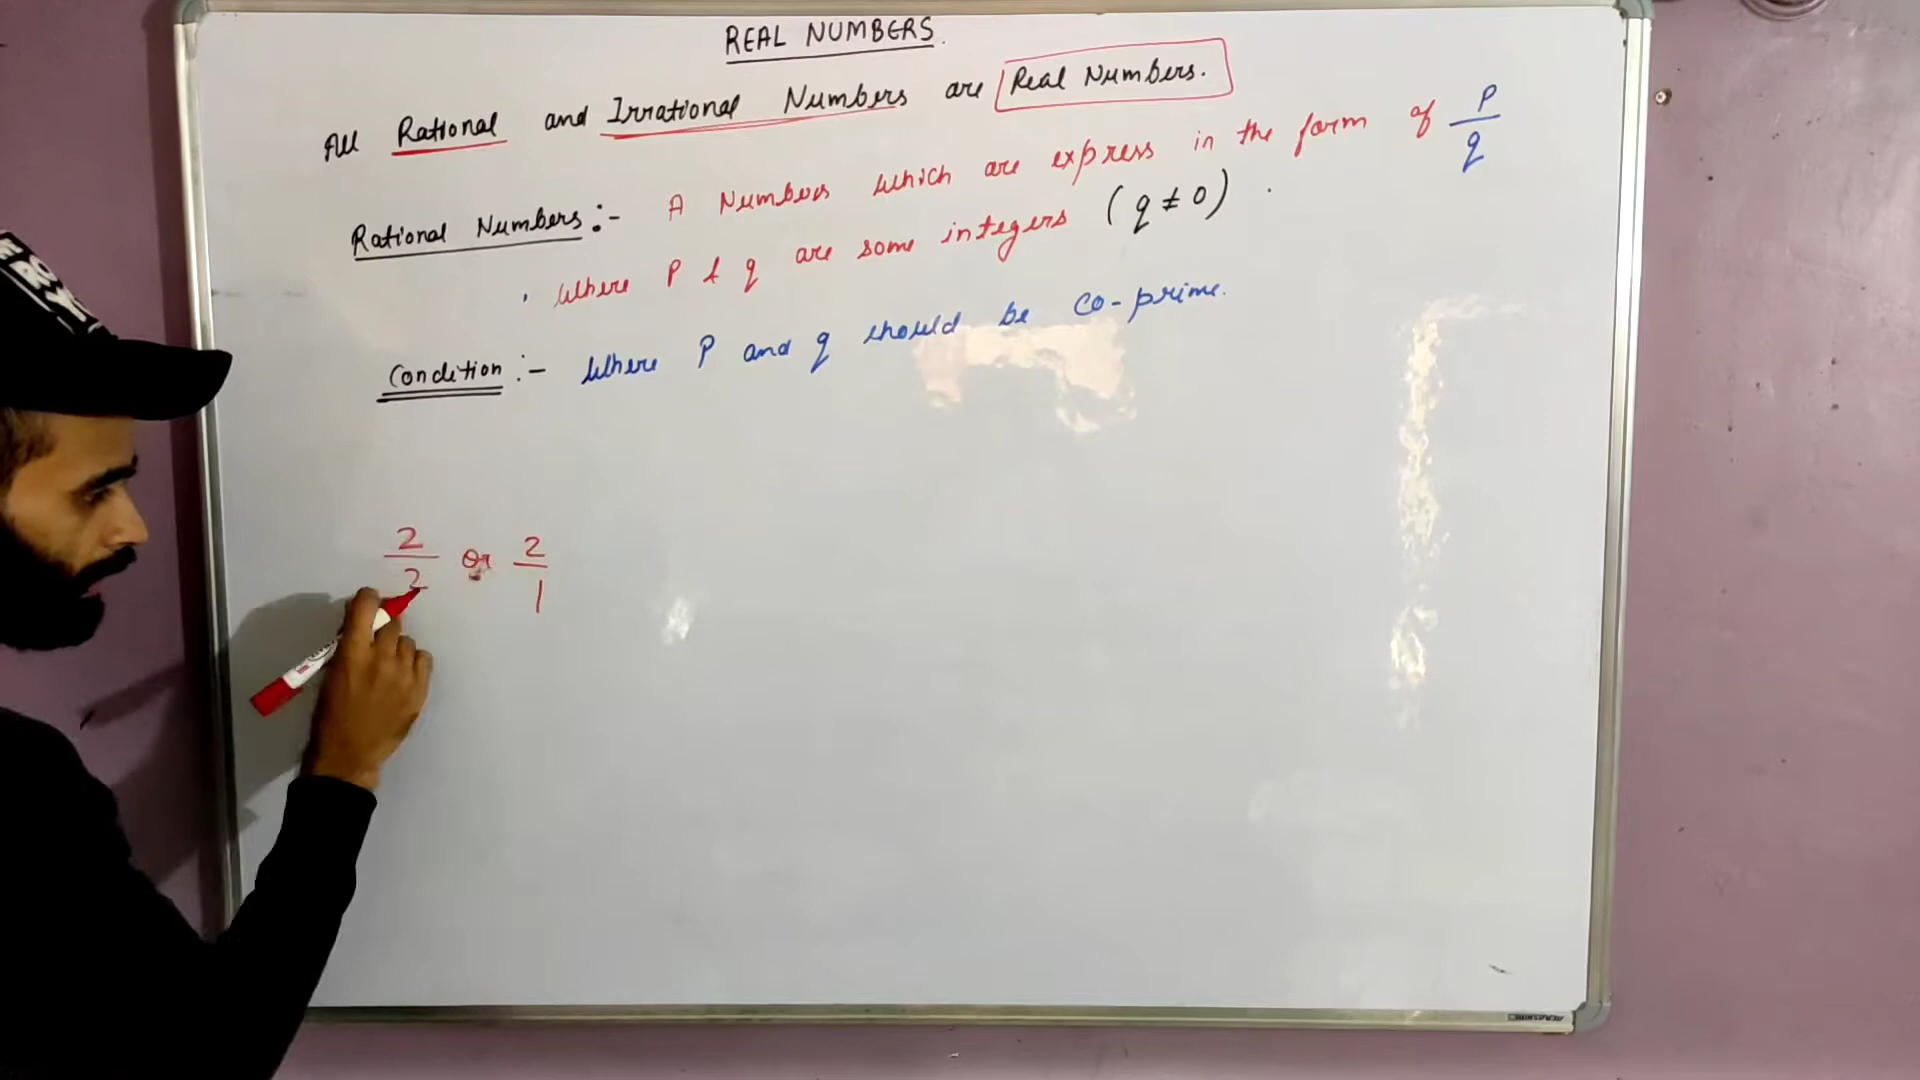 REAL NUMBERS.
All Rational and Irrational Numbers are Real Numbers.
Rational Numbers :- A Numbers which are express in the form of P/q
where P & q are some integers (q ≠ 0).
Condition :- Where P and q should be Co-prime.
2/2 or 2/1